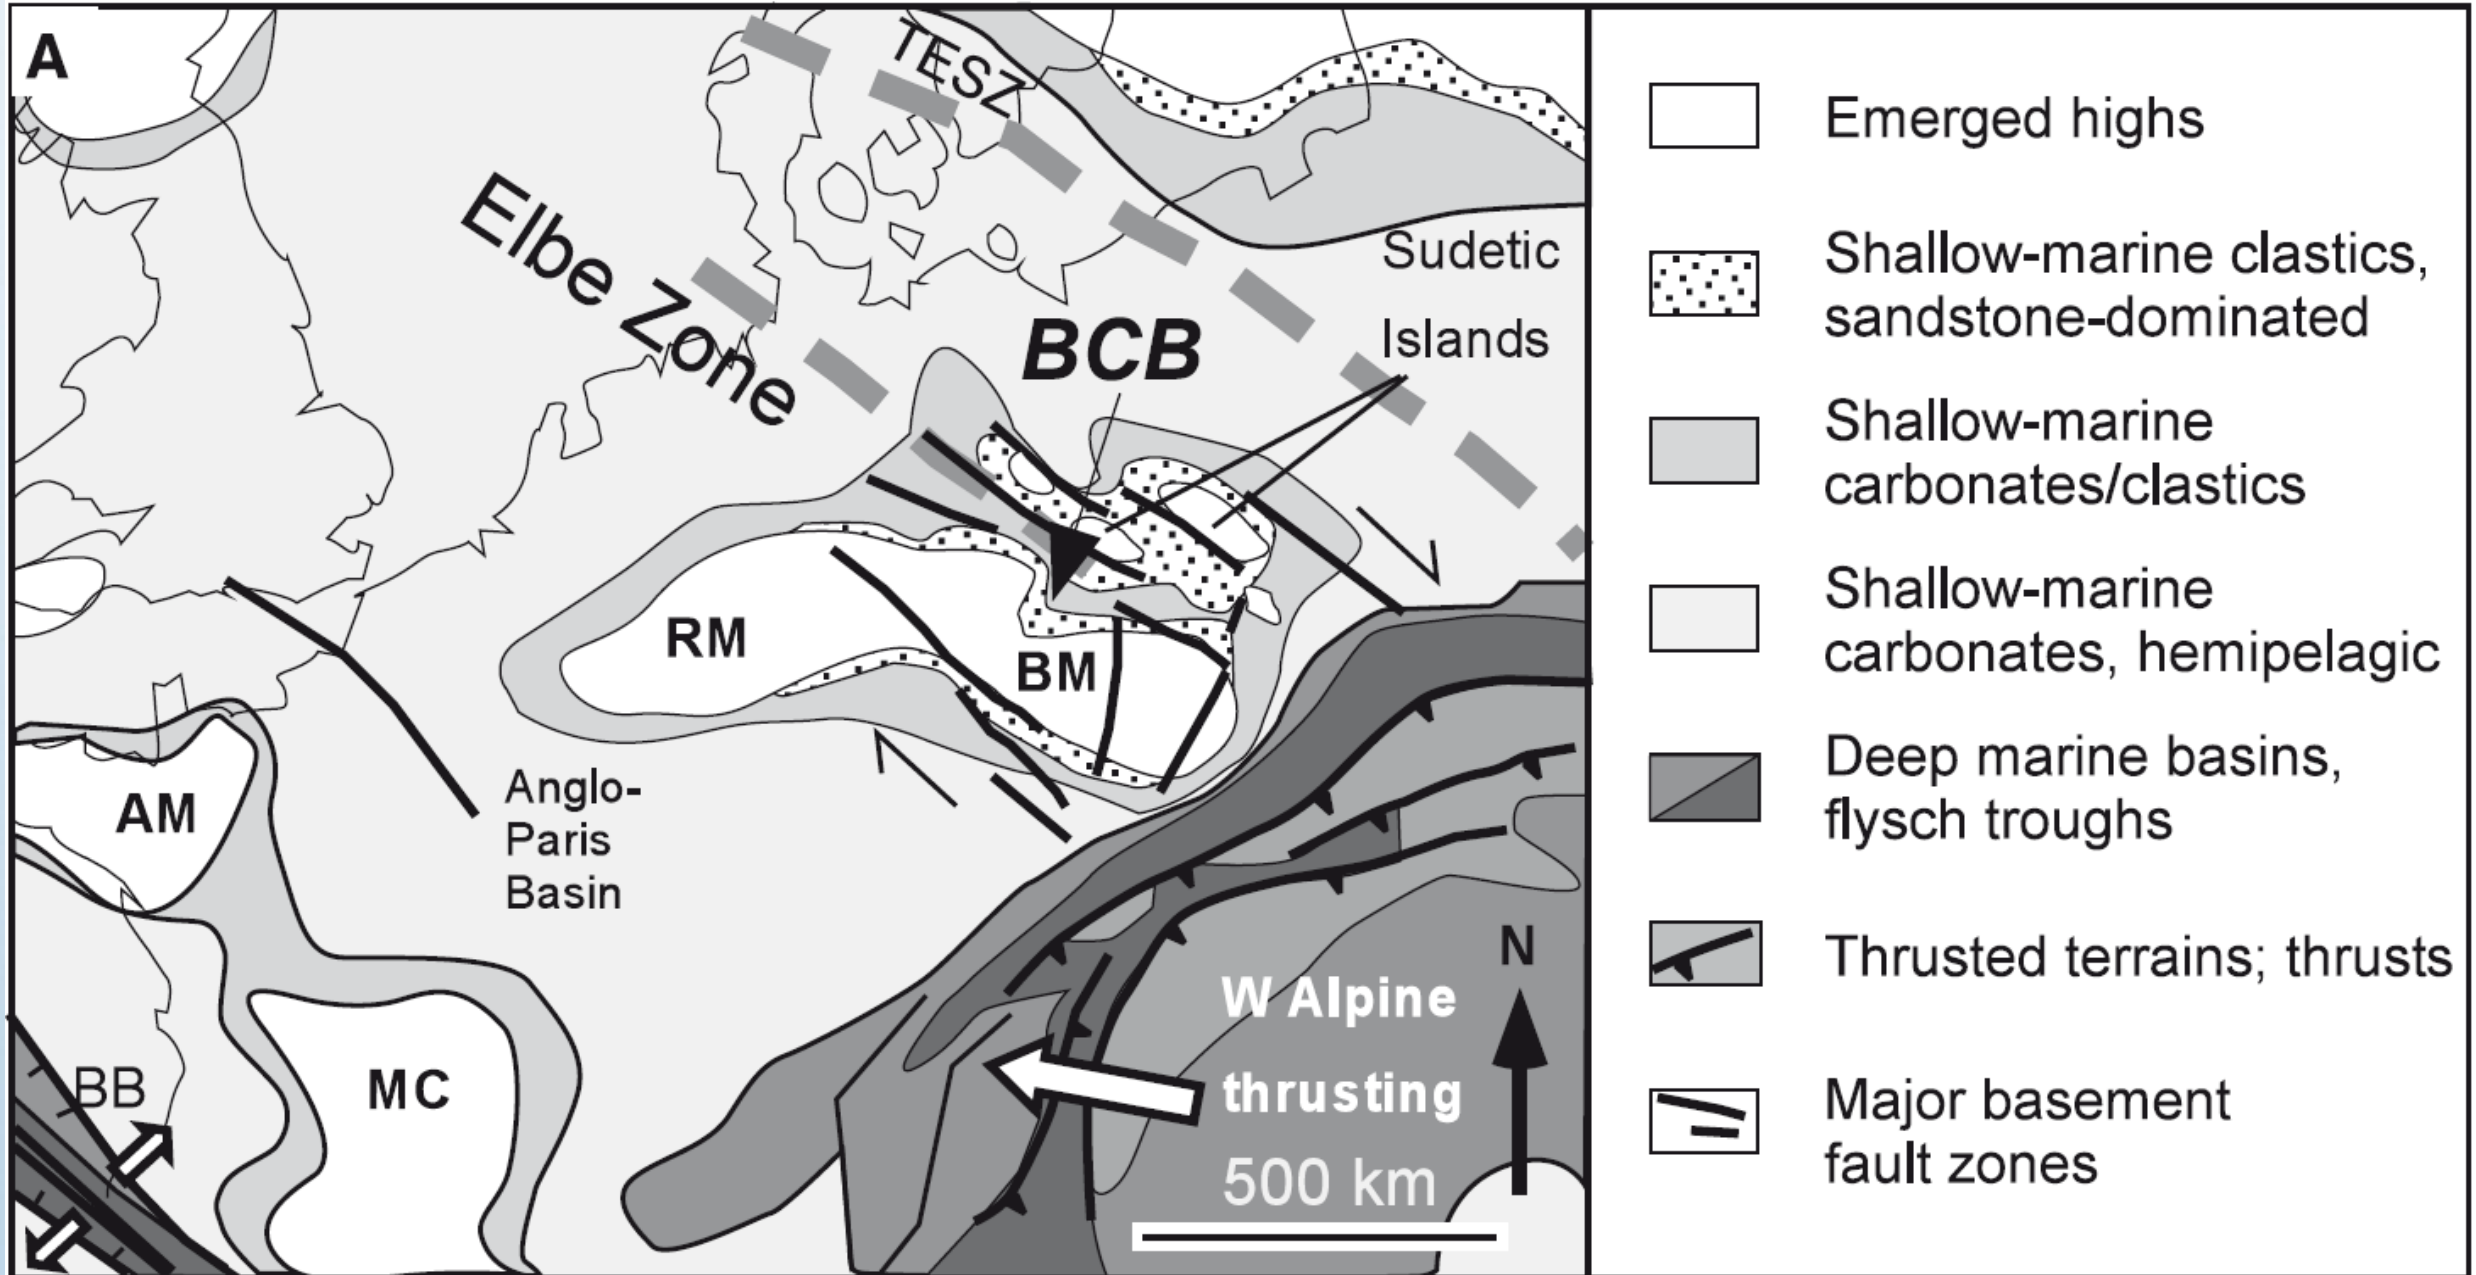 A
TESZ
Elbe Zone
Sudetic
Islands
BCB
RM
BM
AM
Anglo-
Paris
Basin
BB
MC
N
W Alpine
thrusting
500 km
Emerged highs
Shallow-marine clastics,
sandstone-dominated
Shallow-marine
carbonates/clastics
Shallow-marine
carbonates, hemipelagic
Deep marine basins,
flysch troughs
Thrusted terrains; thrusts
Major basement
fault zones